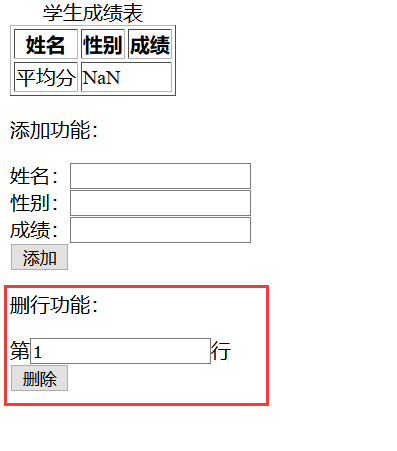 学生成绩表
姓名 性别 成绩
平均分 NaN
添加功能：
姓名：
性别：
成绩：
添加
删行功能：
第1行
删除